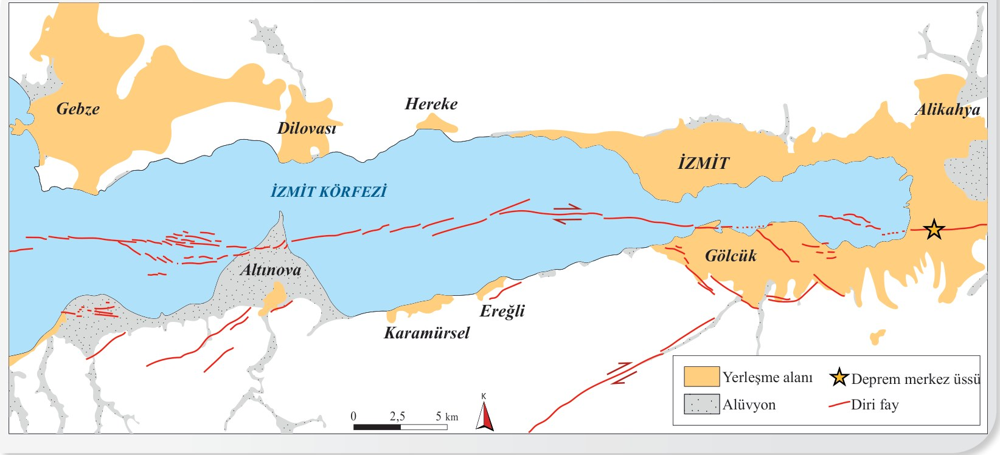 Gebze
Dilovası
Hereke
Alikahya
İZMİT
İZMİT KÖRFEZİ
Altınova
Gölcük
Ereğli
Karamürsel
K
0 2,5 5 km
Yerleşme alanı
Deprem merkez üssü
Alüvyon
Diri fay